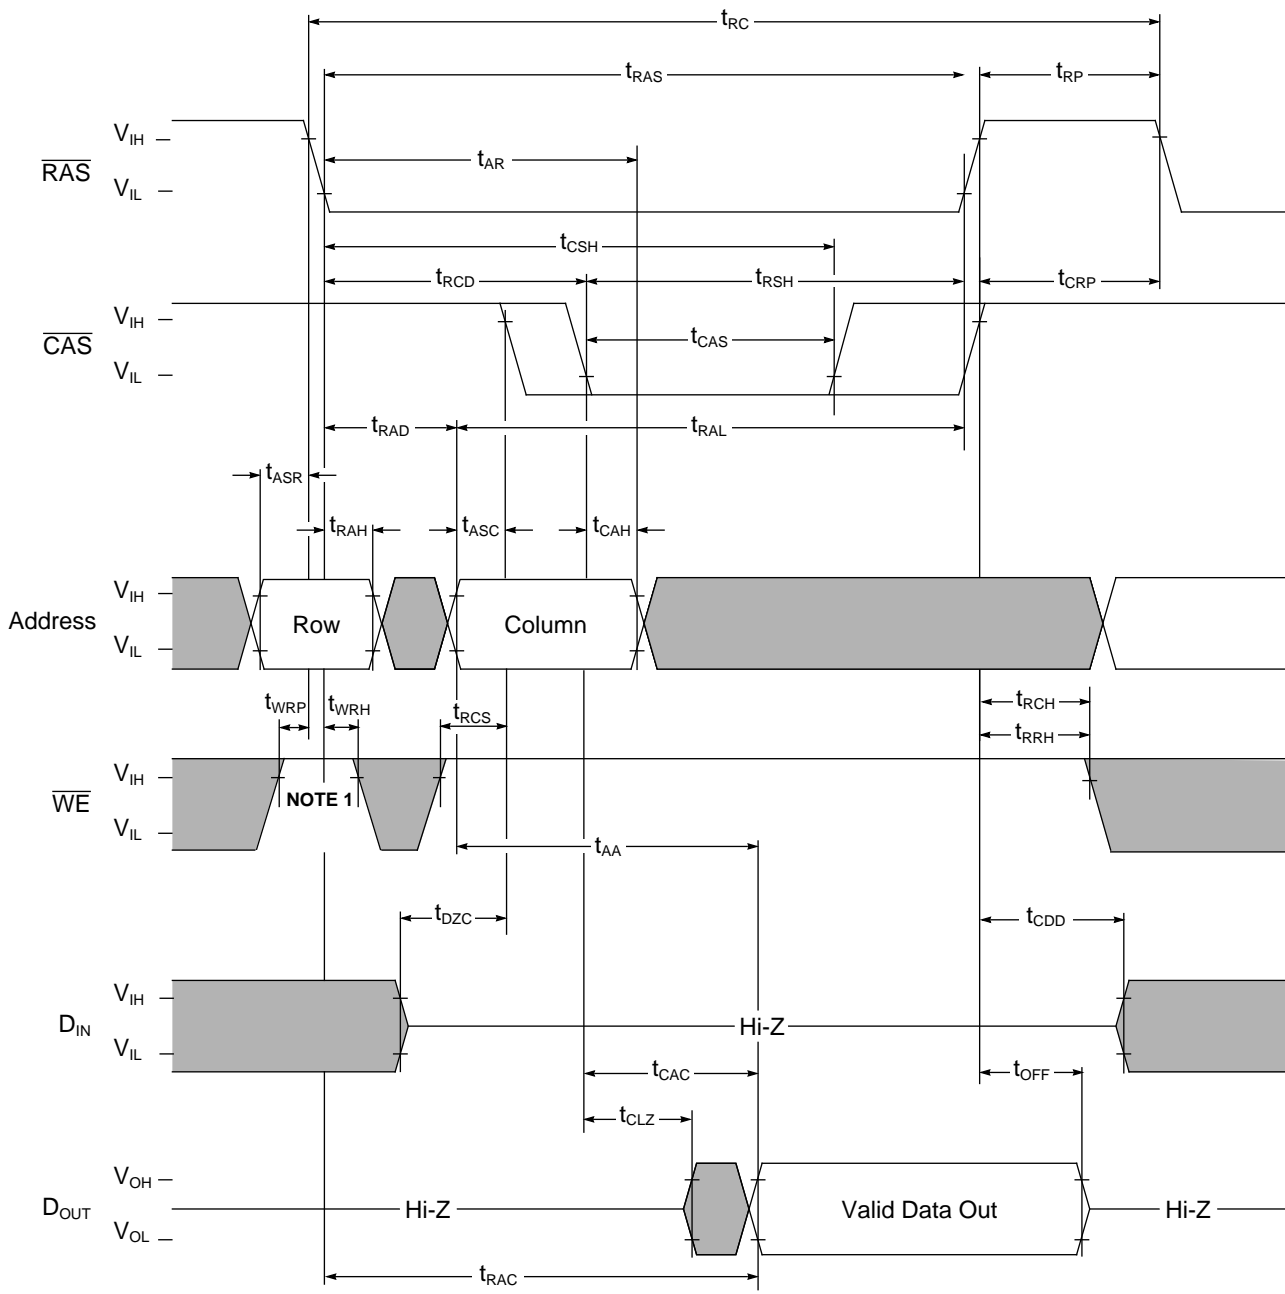 tRC
tRAS
tRP
VIH
RAS
VIL
tAR
tCSH
tRCD
tRSH
tCRP
VIH
CAS
VIL
tCAS
tRAD
tRAL
tASR
tRAH
tASC
tCAH
VIH
Address
VIL
Row
Column
tWRP
tWRH
tRCS
tRCH
tRRH
VIH
WE
VIL
NOTE 1
tAA
tDZC
tCDD
VIH
DIN
VIL
Hi-Z
tCAC
tOFF
tCLZ
VOH
DOUT
VOL
Hi-Z
Valid Data Out
Hi-Z
tRAC